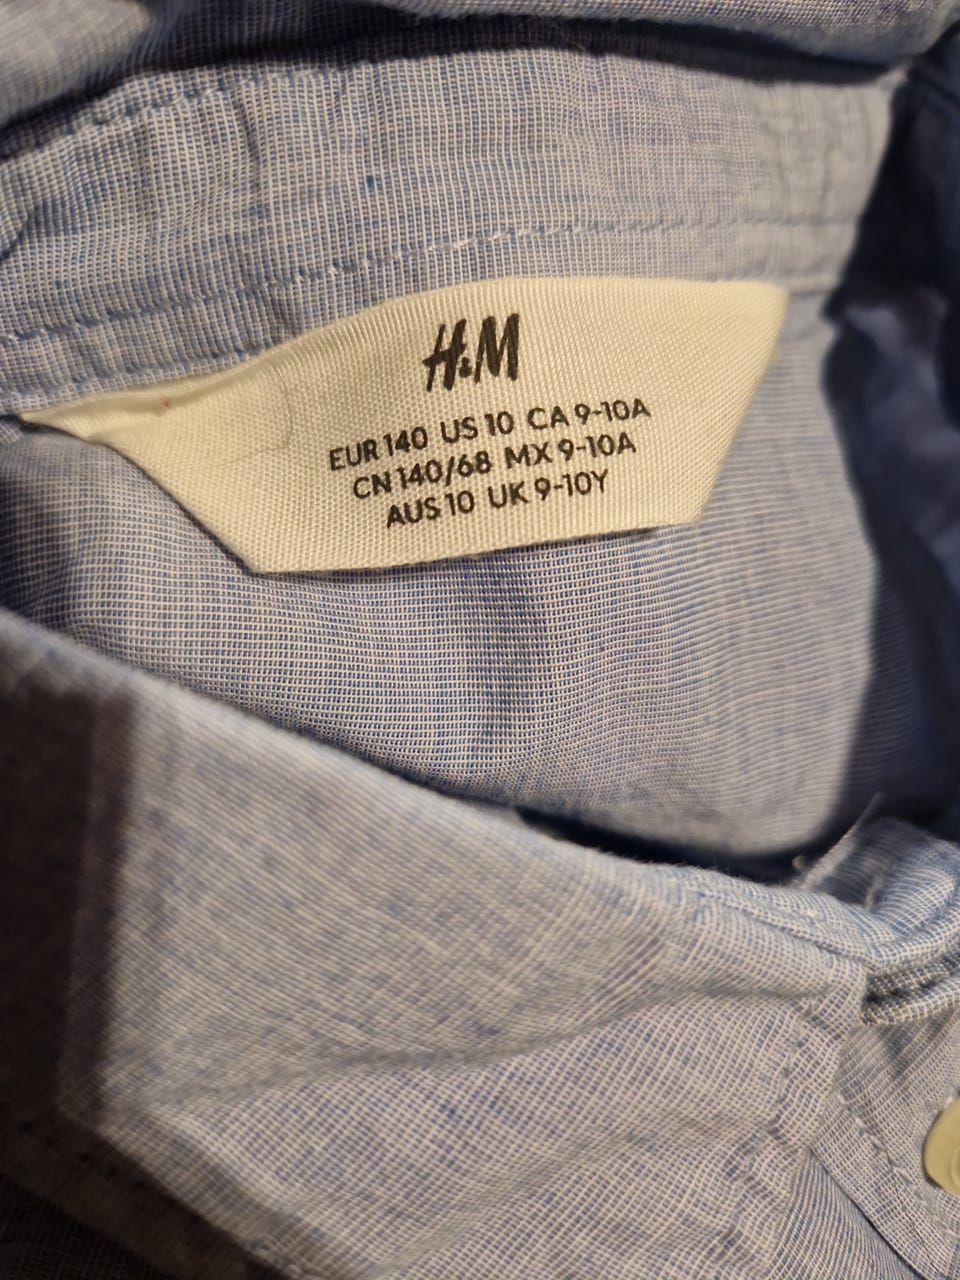 H&M
EUR 140 US 10 CA 9-10A
CN 140/68 MX 9-10A
AUS 10 UK 9-10Y